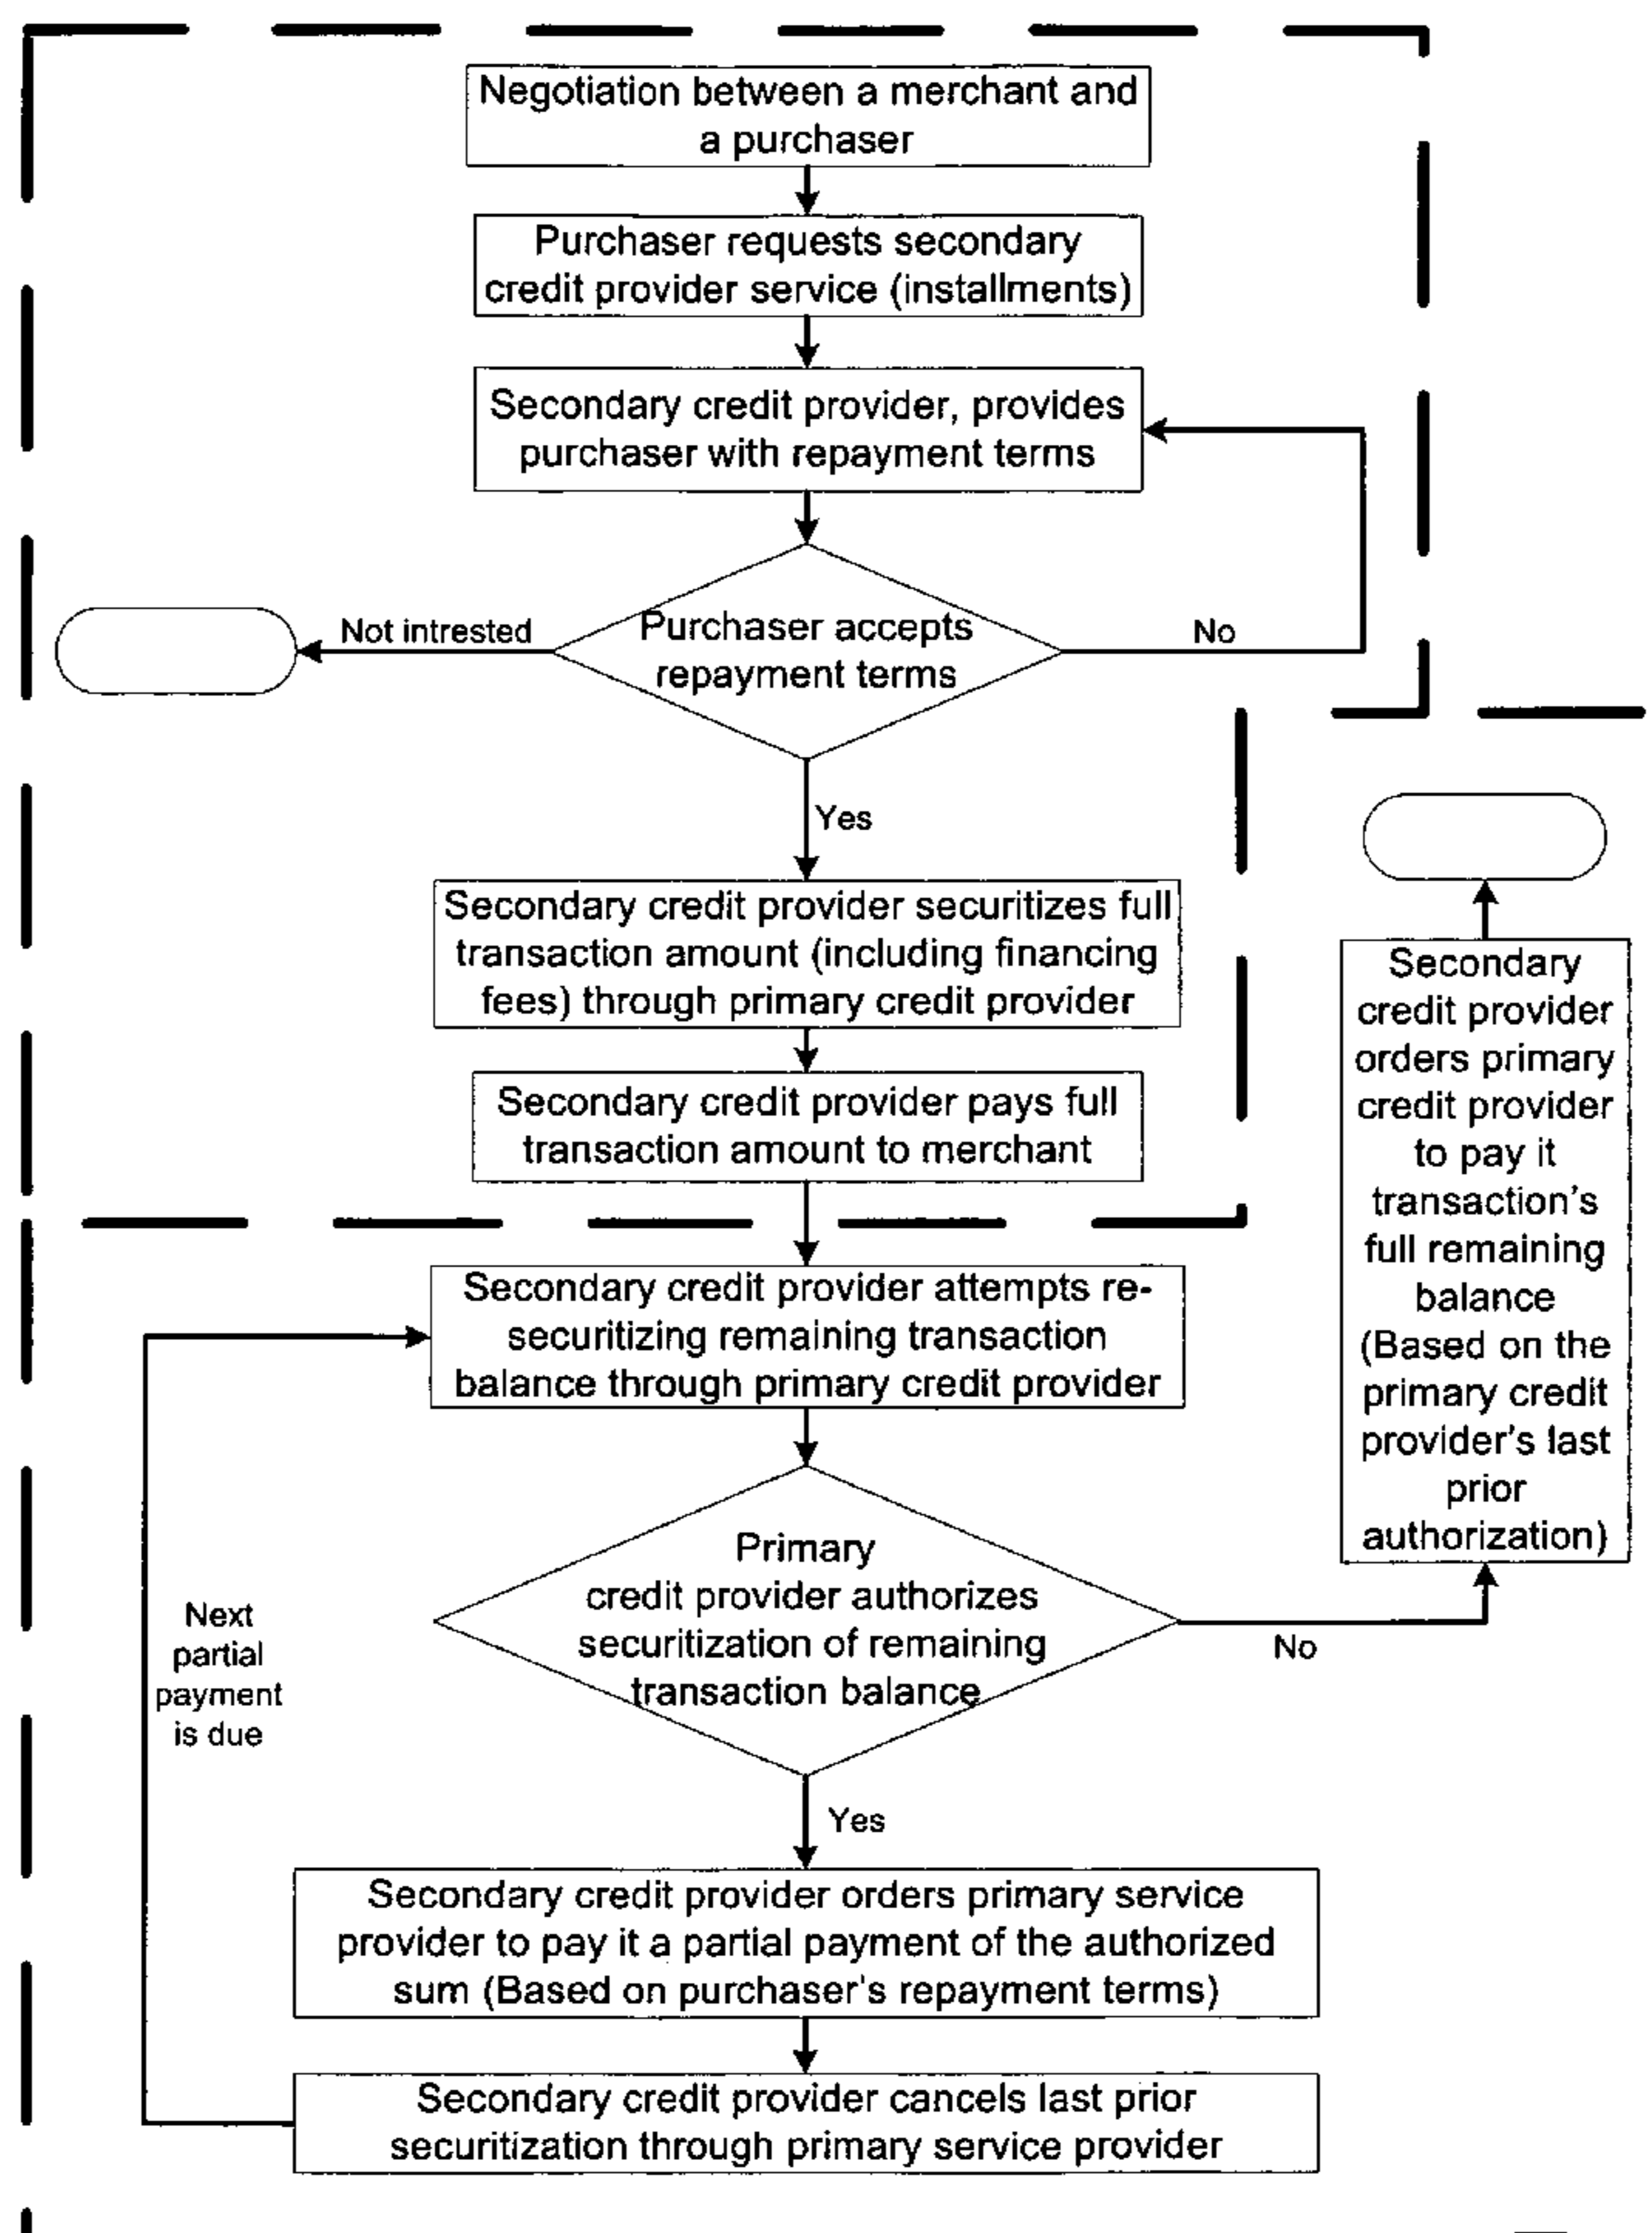 Negotiation between a merchant and
a purchaser
Purchaser requests secondary
credit provider service (installments)
Secondary credit provider, provides
purchaser with repayment terms
Not intrested
Purchaser accepts
repayment terms
No
Yes
Secondary credit provider securitizes full
transaction amount (including financing
fees) through primary credit provider
Secondary credit provider pays full
transaction amount to merchant
Secondary credit provider attempts re-
securitizing remaining transaction
balance through primary credit provider
Primary
credit provider authorizes
securitization of remaining
transaction balance
No
Secondary
credit provider
orders primary
credit provider
to pay it
transaction's
full remaining
balance
(Based on the
primary credit
provider's last
prior
authorization)
Next
partial
payment
is due
Yes
Secondary credit provider orders primary service
provider to pay it a partial payment of the authorized
sum (Based on purchaser's repayment terms)
Secondary credit provider cancels last prior
securitization through primary service provider